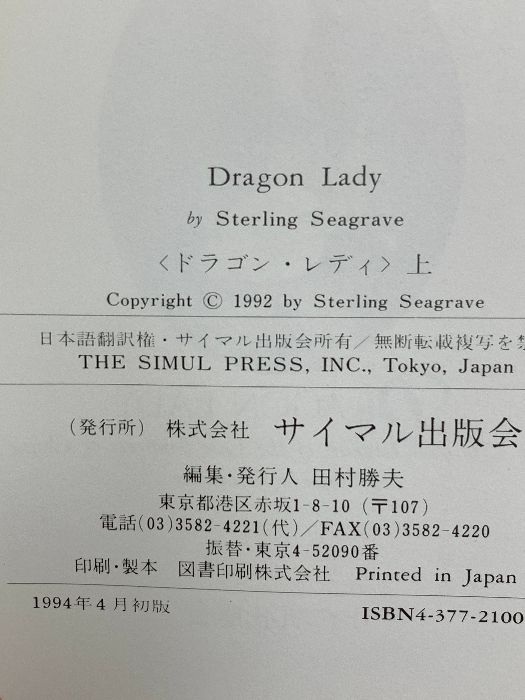 Dragon Lady
by Sterling Seagrave
〈ドラゴン・レディ〉上
Copyright © 1992 by Sterling Seagrave
日本語翻訳権・サイマル出版会所有/無断転載複写を禁
THE SIMUL PRESS, INC., Tokyo, Japan
(発行所) 株式会社 サイマル出版会
編集・発行人 田村勝夫
東京都港区赤坂1-8-10 (〒107)
電話(03)3582-4221(代)/FAX(03)3582-4220
振替・東京4-52090番
印刷・製本 図書印刷株式会社 Printed in Japan
1994年4月初版 ISBN4-377-2100